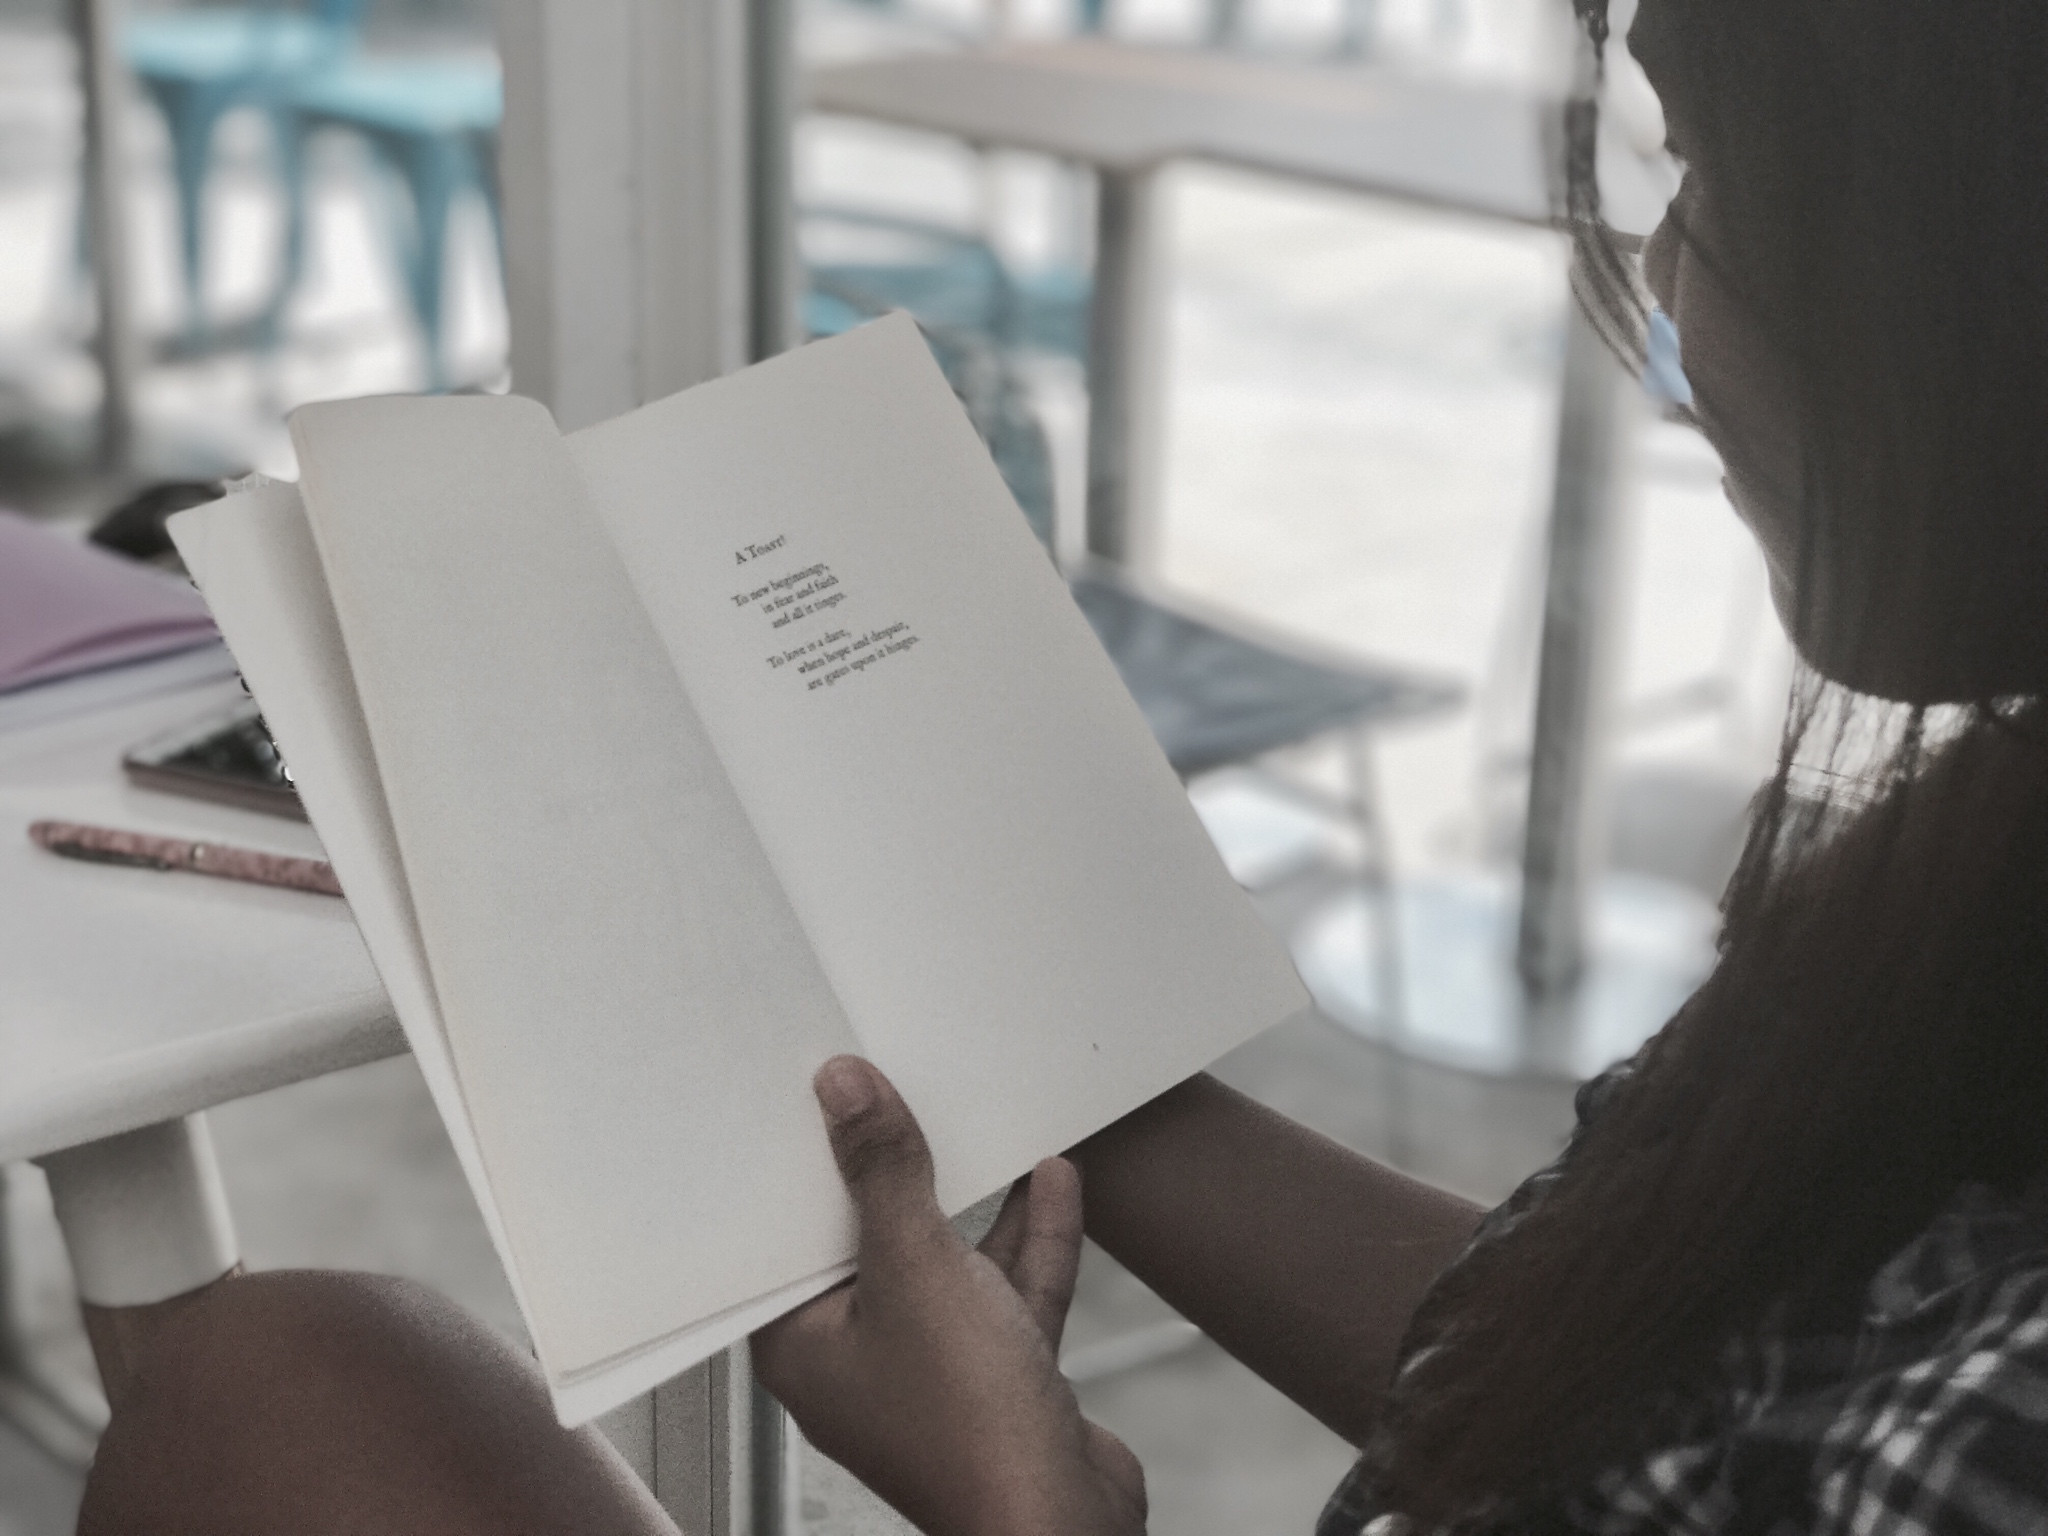 A Toast!
To new beginnings,
in fear and faith
and all it tinges.
To love is a dare,
when hope and despair,
are gates upon it hinges.